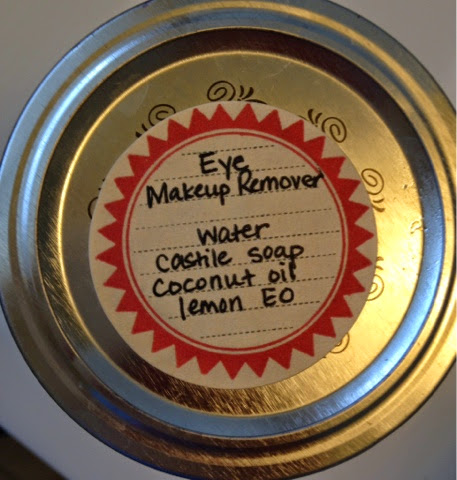 Eye
Makeup Remover
Water
Castile soap
Coconut oil
lemon EO